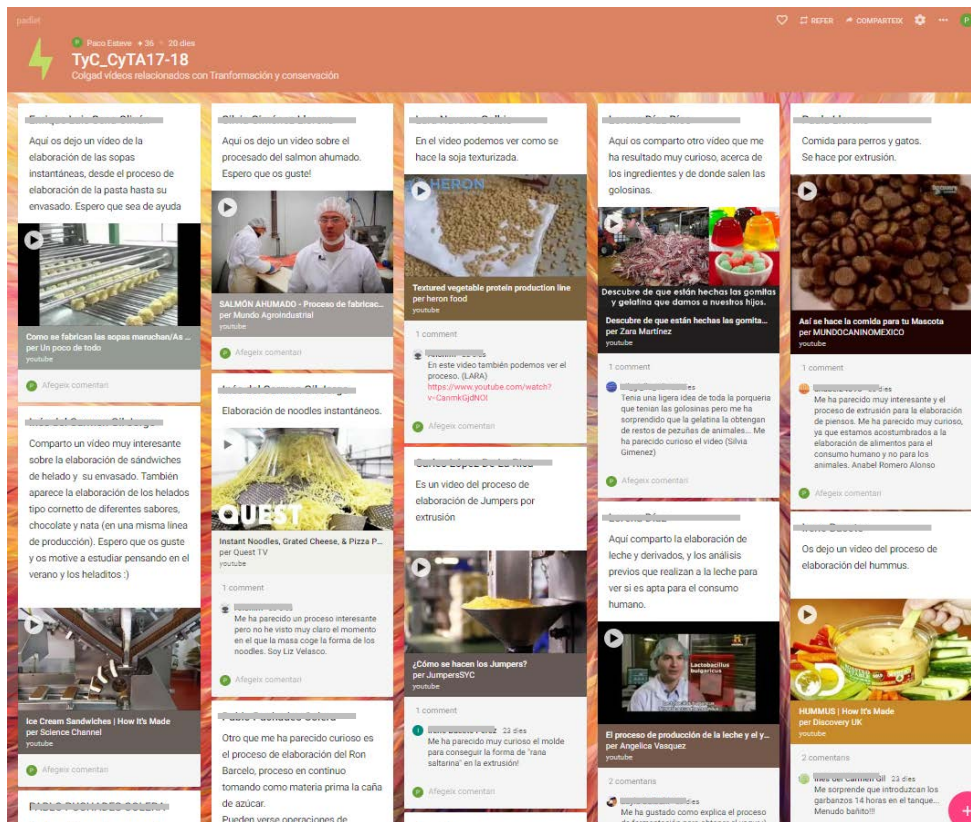 padlet
REFER
COMPARTEIX
Paco Esteve + 36 20 dies
TyC_CyTA17-18
Colgad vídeos relacionados con Tranformación y conservación
Aquí os dejo un vídeo de la
elaboración de las sopas
instantáneas, desde el proceso de
elaboración de la pasta hasta su
envasado. Espero que sea de ayuda
Como se fabrican las sopas maruchan/As ...
per Un poco de todo
youtube
Afegeix comentari
Comparto un vídeo muy interesante
sobre la elaboración de sándwiches
de helado y su envasado. También
aparece la elaboración de los helados
tipo cornetto de diferentes sabores,
chocolate y nata (en una misma línea
de producción). Espero que os guste
y os motive a estudiar pensando en el
verano y los heladitos :)
Ice Cream Sandwiches | How It's Made
per Science Channel
youtube
Afegeix comentari
Aqui os dejo un video sobre el
procesado del salmon ahumado.
Espero que os guste!
SALMÓN AHUMADO - Proceso de fabricac...
per Mundo Agroindustrial
youtube
Afegeix comentari
Elaboración de noodles instantáneos.
QUEST
Instant Noodles, Grated Cheese, & Pizza P...
per Quest TV
youtube
1 comment
Me ha parecido un proceso interesante
pero no he visto muy claro el momento
en el que la masa coge la forma de los
noodles. Soy Liz Velasco.
Afegeix comentari
Otro que me ha parecido curioso es
el proceso de elaboración del Ron
Barcelo, proceso en continuo
tomando como materia prima la caña
de azúcar.
Pueden verse operaciones de
En el video podemos ver como se
hace la soja texturizada.
HERON
Textured vegetable protein production line
per heron food
youtube
1 comment
En este video también podemos ver el
proceso. (LARA)
https://www.youtube.com/watch?
v=CanmkGjdNOI
Afegeix comentari
Es un video del proceso de
elaboración de Jumpers por
extrusión
¿Cómo se hacen los Jumpers?
per JumpersSYC
youtube
1 comment
23 dies
Me ha parecido muy curioso el molde
para conseguir la forma de "rana
saltarina" en la extrusión!
Afegeix comentari
Aquí os comparto otro vídeo que me
ha resultado muy curioso, acerca de
los ingredientes y de donde salen las
golosinas.
Descubre de que están hechas las gomitas
y gelatina que damos a nuestros hijos.
Descubre de que están hechas las gomita...
per Zara Martínez
youtube
1 comment
Tenia una ligera idea de toda la porqueria
que tenian las golosinas pero me ha
sorprendido que la gelatina la obtengan
de restos de pezuñas de animales... Me
ha parecido curioso el video (Silvia
Gimenez)
Afegeix comentari
Aquí comparto la elaboración de
leche y derivados, y los análisis
previos que realizan a la leche para
ver si es apta para el consumo
humano.
Lactobacillus
bulgaricus
El proceso de producción de la leche y el y...
per Angelica Vasquez
youtube
2 comentaris
Me ha gustado como explica el proceso
Comida para perros y gatos.
Se hace por extrusión.
Así se hace la comida para tu Mascota
per MUNDOCANINOMEXICO
youtube
1 comment
Me ha parecido muy interesante y el
proceso de extrusión para la elaboración
de piensos. Me ha parecido muy curioso,
ya que estamos acostumbrados a la
elaboración de alimentos para el
consumo humano y no para los
animales. Anabel Romero Alonso
Afegeix comentari
Os dejo un video del proceso de
elaboración del hummus.
HUMMUS | How It's Made
per Discovery UK
youtube
2 comentaris
23 dies
Me sorprende que introduzcan los
garbanzos 14 horas en el tanque...
Menudo bañito!!!